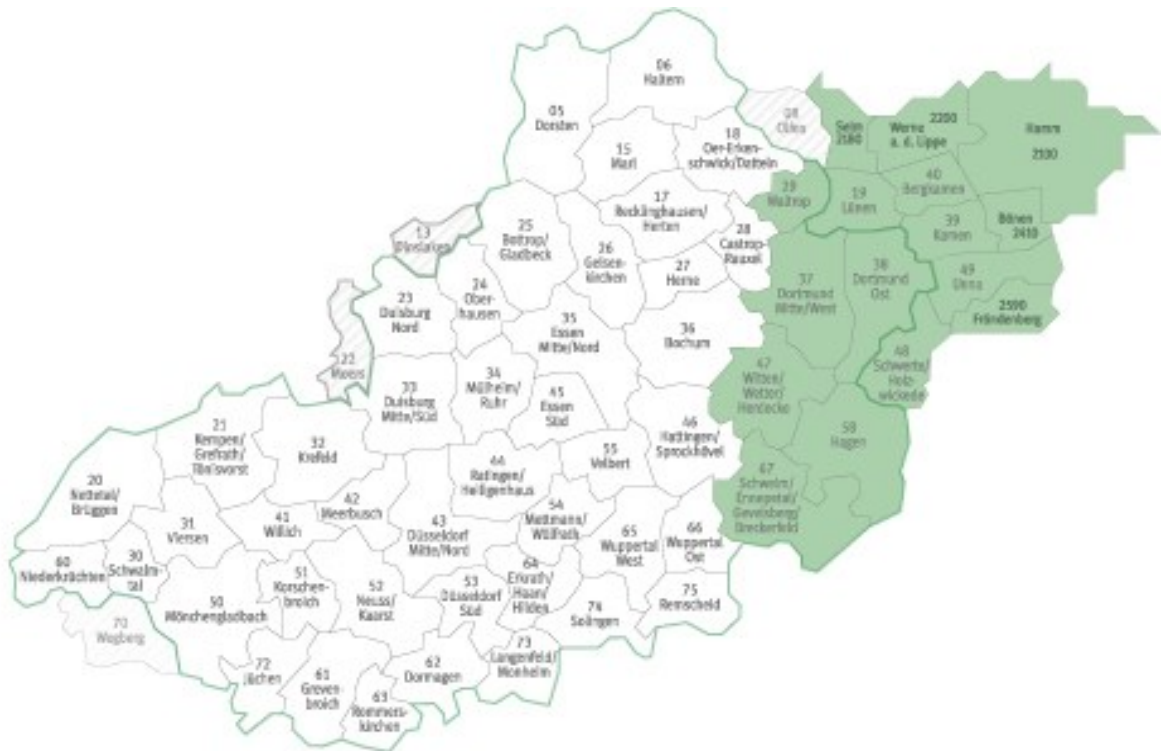 06
Haltern
05
Dorsten
08
Olfen
Selm
2180
2200
Werne
a. d. Lippe
Hamm
2100
15
Marl
18
Oer-Erken-
schwick/Datteln
29
Waltrop
19
Lünen
40
Bergkamen
39
Kamen
Bönen
2410
17
Recklinghausen/
Herten
13
Dinslaken
25
Bottrop/
Gladbeck
26
Gelsen-
kirchen
28
Castrop-
Rauxel
27
Herne
37
Dortmund
Mitte/West
38
Dortmund
Ost
49
Unna
2590
Fröndenberg
23
Duisburg
Nord
24
Ober-
hausen
35
Essen
Mitte/Nord
36
Bochum
22
Moers
33
Duisburg
Mitte/Süd
34
Mülheim/
Ruhr
45
Essen
Süd
47
Witten/
Wetter/
Herdecke
48
Schwerte/
Holz-
wickede
21
Kempen/
Grefrath/
Tönisvorst
32
Krefeld
44
Ratingen/
Heiligenhaus
55
Velbert
46
Hattingen/
Sprockhövel
58
Hagen
20
Nettetal/
Brüggen
31
Viersen
41
Willich
42
Meerbusch
43
Düsseldorf
Mitte/Nord
54
Mettmann/
Wülfrath
65
Wuppertal
West
66
Wuppertal
Ost
67
Schwelm/
Ennepetal/
Gevelsberg/
Breckerfeld
60
Niederkrüchten
30
Schwalm-
tal
50
Mönchengladbach
51
Korschen-
broich
52
Neuss/
Kaarst
53
Düsseldorf
Süd
64
Erkrath/
Haan/
Hilden
74
Solingen
75
Remscheid
70
Wegberg
72
Jüchen
61
Greven-
broich
63
Rommers-
kirchen
62
Dormagen
73
Langenfeld/
Monheim